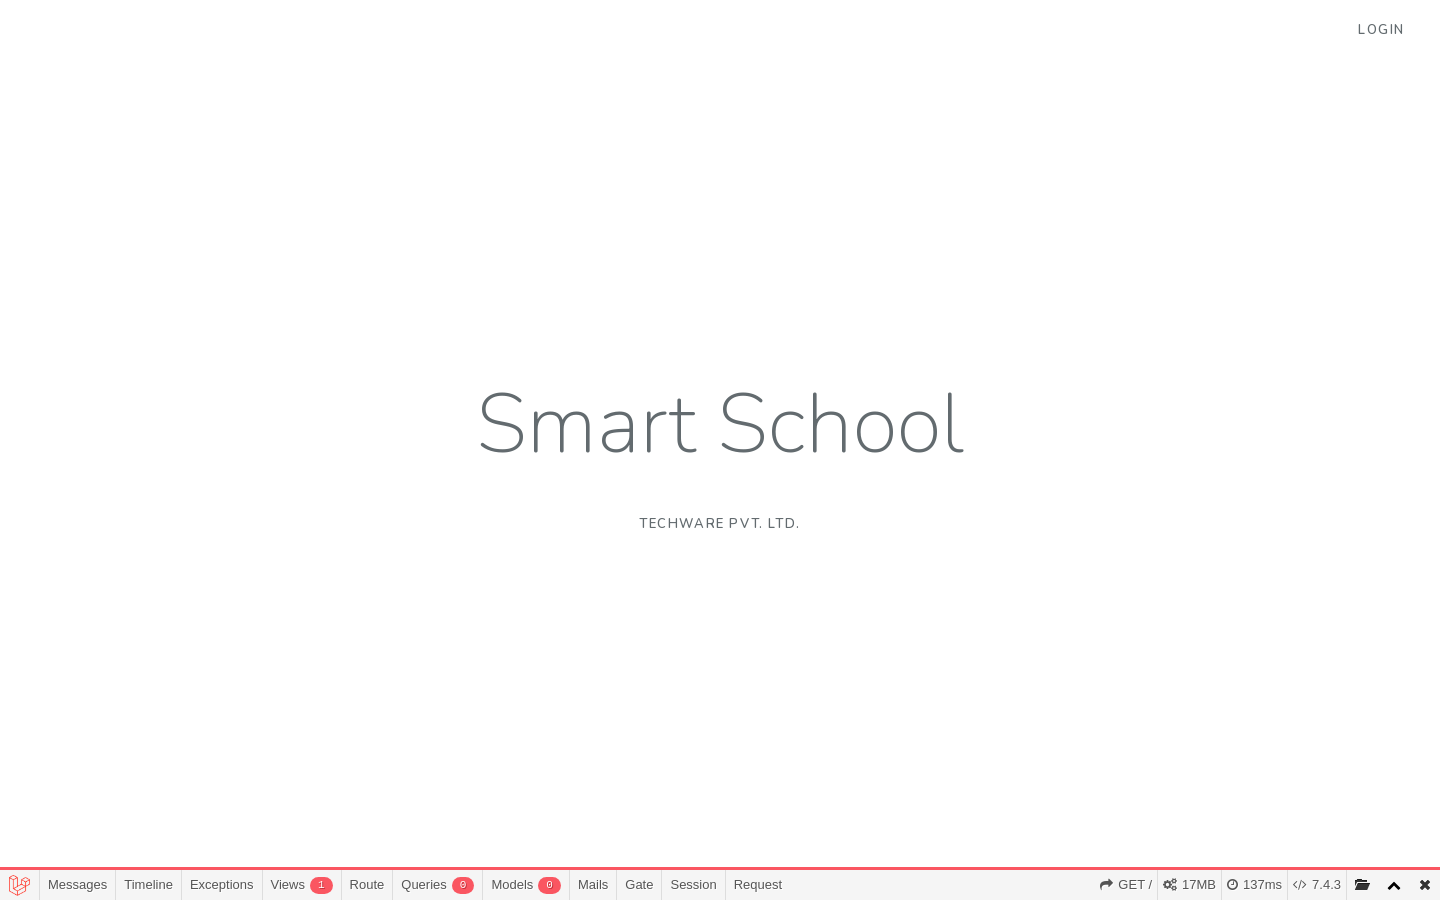 LOGIN
Smart School
TECHWARE PVT. LTD.
Messages Timeline Exceptions Views 1 Route Queries 0 Models 0 Mails Gate Session Request GET / 17MB 137ms 7.4.3